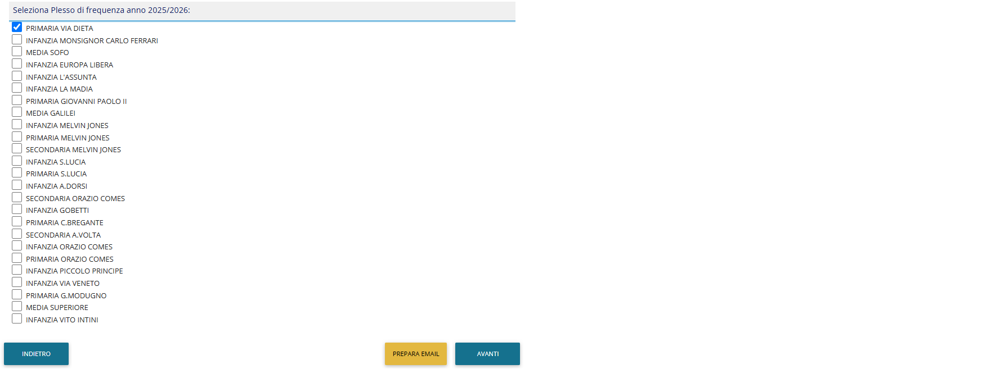 Seleziona Plesso di frequenza anno 2025/2026:
PRIMARIA VIA DIETA
INFANZIA MONSIGNOR CARLO FERRARI
MEDIA SOFO
INFANZIA EUROPA LIBERA
INFANZIA L'ASSUNTA
INFANZIA LA MADIA
PRIMARIA GIOVANNI PAOLO II
MEDIA GALILEI
INFANZIA MELVIN JONES
PRIMARIA MELVIN JONES
SECONDARIA MELVIN JONES
INFANZIA S.LUCIA
PRIMARIA S.LUCIA
INFANZIA A.DORSI
SECONDARIA ORAZIO COMES
INFANZIA GOBETTI
PRIMARIA C.BREGANTE
SECONDARIA A.VOLTA
INFANZIA ORAZIO COMES
PRIMARIA ORAZIO COMES
INFANZIA PICCOLO PRINCIPE
INFANZIA VIA VENETO
PRIMARIA G.MODUGNO
MEDIA SUPERIORE
INFANZIA VITO INTINI
INDIETRO
PREPARA EMAIL
AVANTI